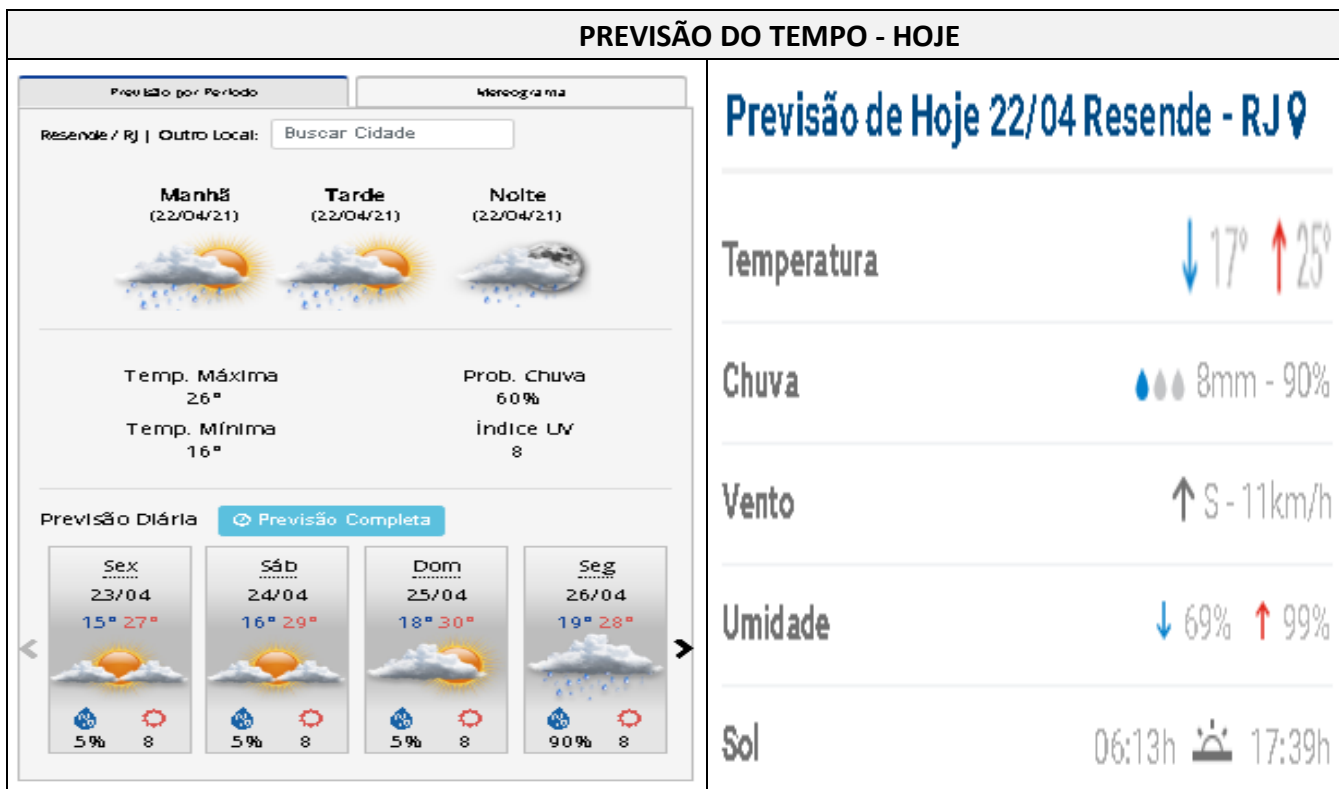 PREVISÃO DO TEMPO - HOJE
Previsão por Período
Meteograma
Resende / RJ | Outro Local: Buscar Cidade
Manhã Tarde Noite
(22/04/21) (22/04/21) (22/04/21)
Temp. Máxima Prob. Chuva
26° 60%
Temp. Mínima Índice UV
16° 8
Previsão Diária Previsão Completa
Sex Sáb Dom Seg
23/04 24/04 25/04 26/04
15° 27° 16° 29° 18° 30° 19° 28°
5% 8 5% 8 5% 8 90% 8
Previsão de Hoje 22/04 Resende - RJ
Temperatura 17° 25°
Chuva 8mm - 90%
Vento S - 11km/h
Umidade 69% 99%
Sol 06:13h 17:39h